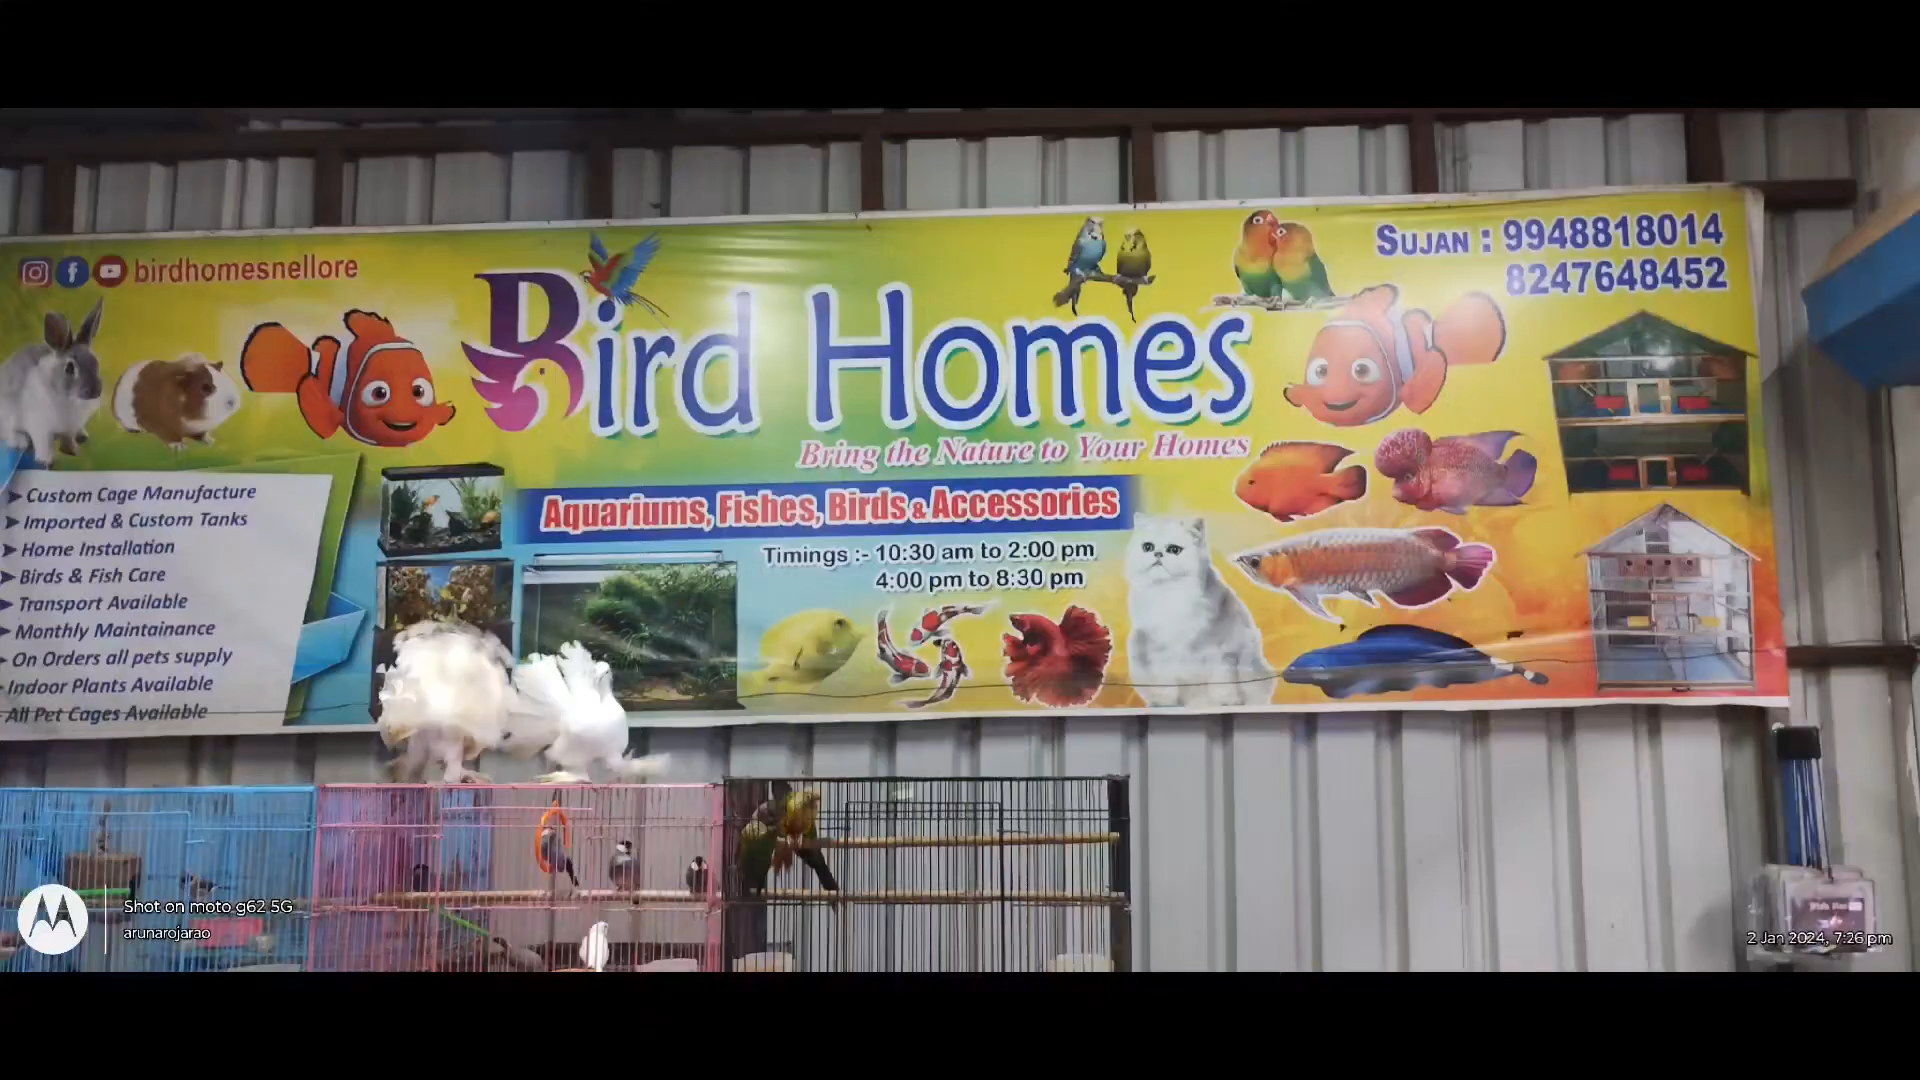 birdhomesnellore
Bird Homes
Bring the Nature to Your Homes
SUJAN : 9948818014
8247648452
Aquariums, Fishes, Birds & Accessories
Timings :- 10:30 am to 2:00 pm
4:00 pm to 8:30 pm
➤ Custom Cage Manufacture
➤ Imported & Custom Tanks
➤ Home Installation
➤ Birds & Fish Care
➤ Transport Available
➤ Monthly Maintainance
➤ On Orders all pets supply
Indoor Plants Available
All Pet Cages Available
Shot on moto g62 5G
arunarojarao
2 Jan 2024, 7:26 pm